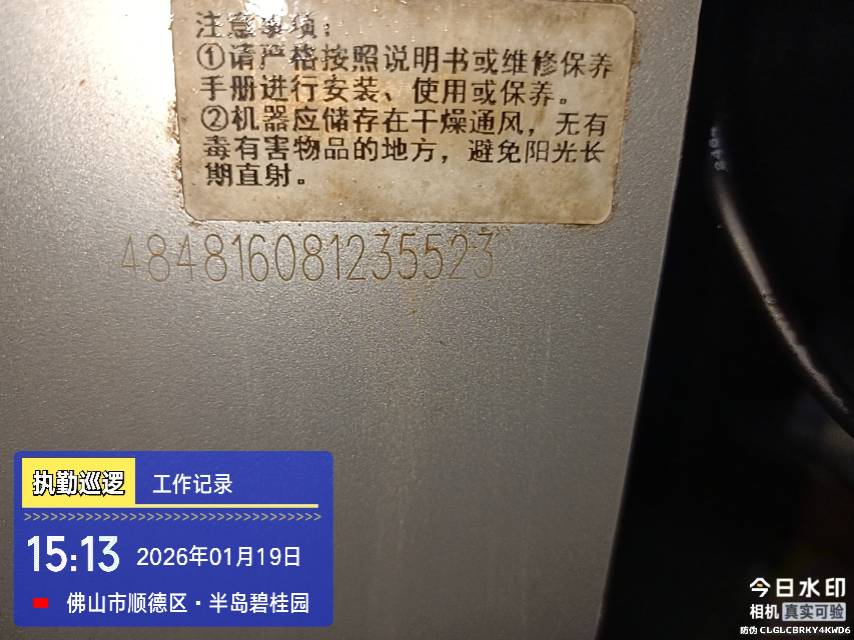 注意事项：
①请严格按照说明书或维修保养
手册进行安装、使用或保养。
②机器应储存在干燥通风，无有
毒有害物品的地方，避免阳光长
期直射。
484816081235523
执勤巡逻 工作记录
>>>>>>>>>>>>>>>>>>>>>>>>>>>>>>>>>>>>>
15:13 2026年01月19日
佛山市顺德区·半岛碧桂园
今日水印
相机 真实可验
防伪 CLGLCBRKY4KWD6